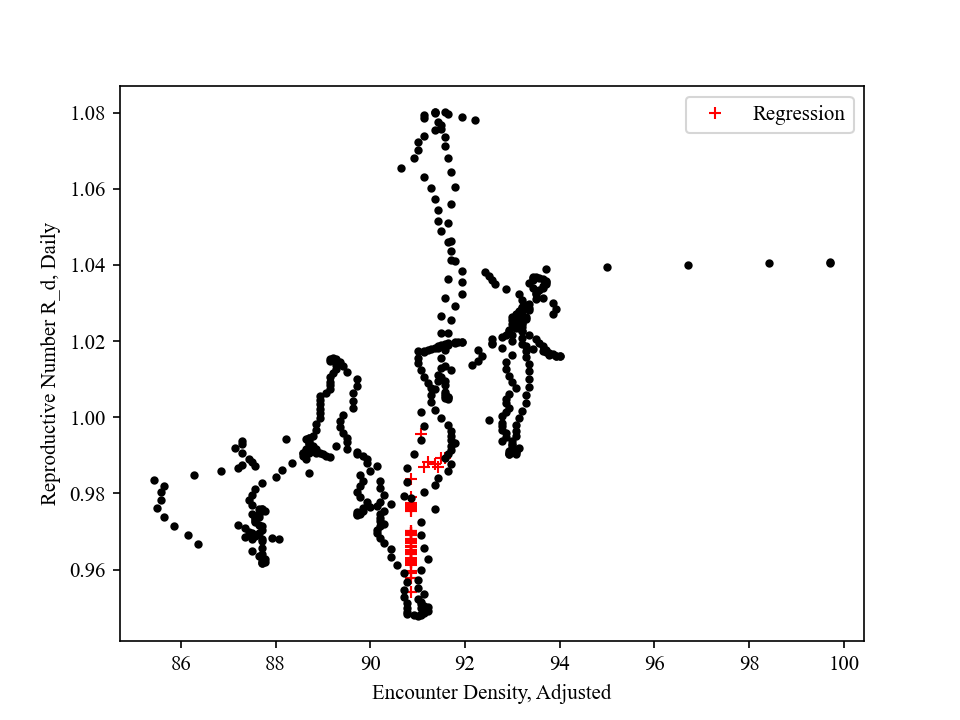 Regression
1.08
1.06
1.04
1.02
1.00
0.98
0.96
Reproductive Number R_d, Daily
86 88 90 92 94 96 98 100
Encounter Density, Adjusted